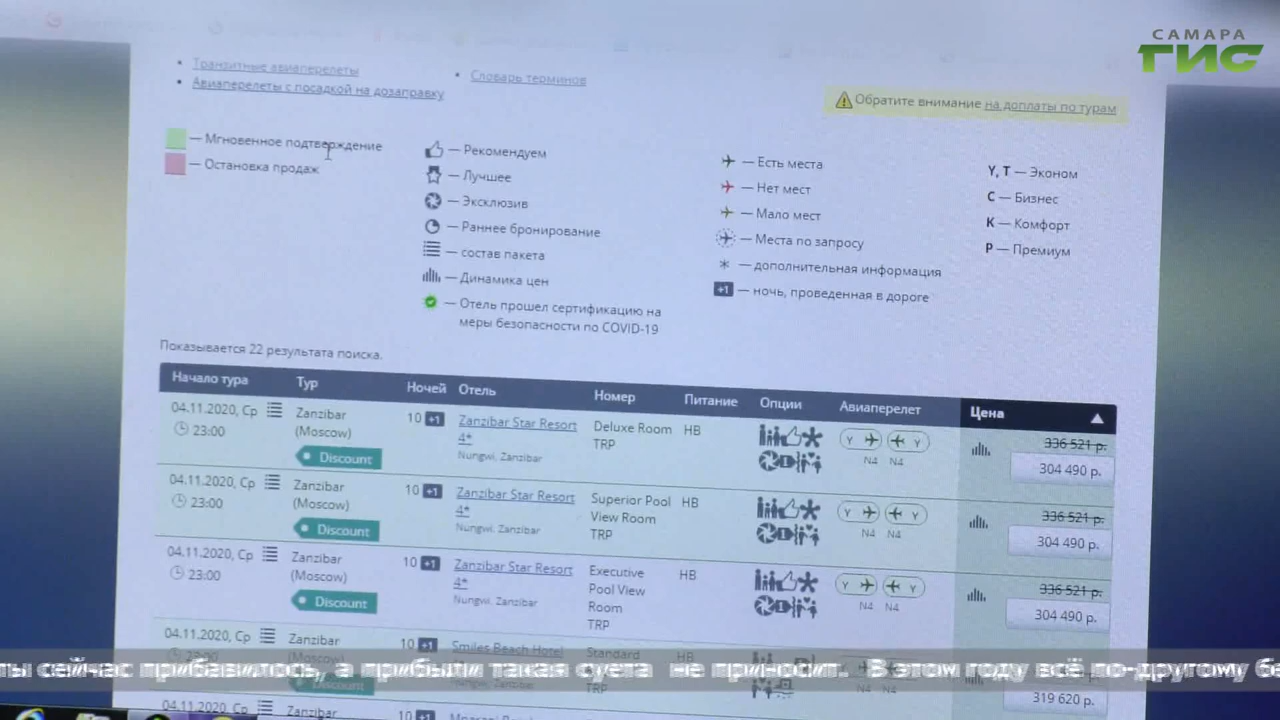 САМАРА
ГИС
Транзитные авиаперелеты
Авиаперелеты с посадкой на дозаправку
Словарь терминов
Обратите внимание на доплаты по турам
— Мгновенное подтверждение
— Остановка продаж
— Рекомендуем
— Лучшее
— Эксклюзив
— Раннее бронирование
— состав пакета
— Динамика цен
— Отель прошел сертификацию на
меры безопасности по COVID-19
— Есть места
— Нет мест
— Мало мест
— Места по запросу
* — дополнительная информация
+1 — ночь, проведенная в дороге
Y, T — Эконом
C — Бизнес
K — Комфорт
P — Премиум
Показывается 22 результата поиска.
Начало тура Тур Ночей Отель Номер Питание Опции Авиаперелет Цена
04.11.2020, Ср Zanzibar 10 +1 Zanzibar Star Resort Deluxe Room HB Y Y 336 521 р.
23:00 (Moscow) 4* TRP N4 N4 304 490 р.
Discount Nungwi, Zanzibar
04.11.2020, Ср Zanzibar 10 +1 Zanzibar Star Resort Superior Pool HB Y Y 336 521 р.
23:00 (Moscow) 4* View Room N4 N4 304 490 р.
Discount Nungwi, Zanzibar TRP
04.11.2020, Ср Zanzibar 10 +1 Zanzibar Star Resort Executive HB Y Y 336 521 р.
23:00 (Moscow) 4* Pool View N4 N4 304 490 р.
Discount Nungwi, Zanzibar Room
TRP
04.11.2020, Ср Zanzibar 10 +1 Smiles Beach Hotel Standard
ты сейчас прибавилось, а прибыли такая суета не приносит. В этом году всё по-другому
Discount TRP 319 620 р.
04.11.2020, Ср Zanzibar 10 +1